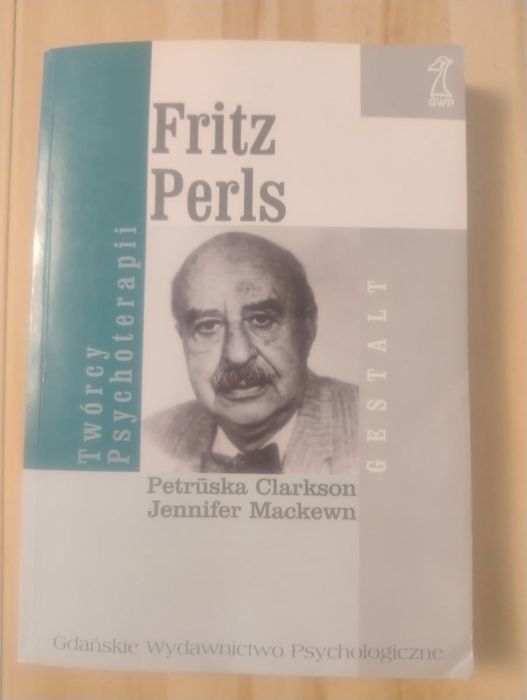 GWP
Fritz
Perls
Twórcy
Psychoterapii
GESTALT
Petrūska Clarkson
Jennifer Mackewn
Gdańskie Wydawnictwo Psychologiczne